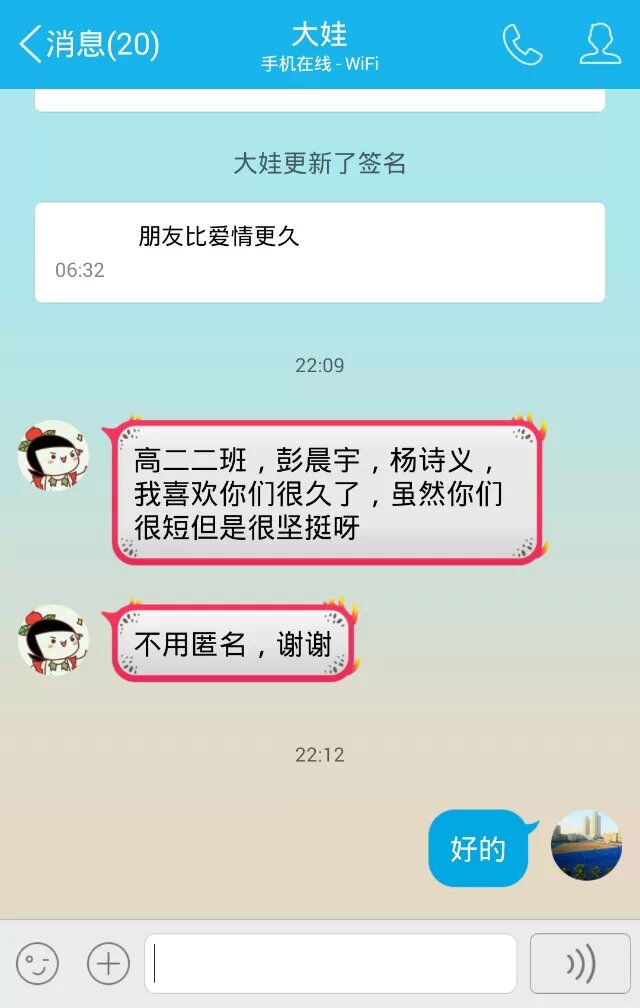 消息(20)
大娃
手机在线 - WiFi
大娃更新了签名
朋友比爱情更久
06:32
22:09
高二二班，彭晨宇，杨诗义，
我喜欢你们很久了，虽然你们
很短但是很坚挺呀
不用匿名，谢谢
22:12
好的